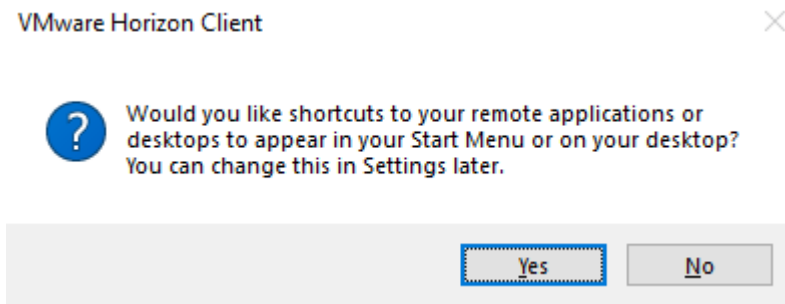 VMware Horizon Client
Would you like shortcuts to your remote applications or
desktops to appear in your Start Menu or on your desktop?
You can change this in Settings later.
Yes No